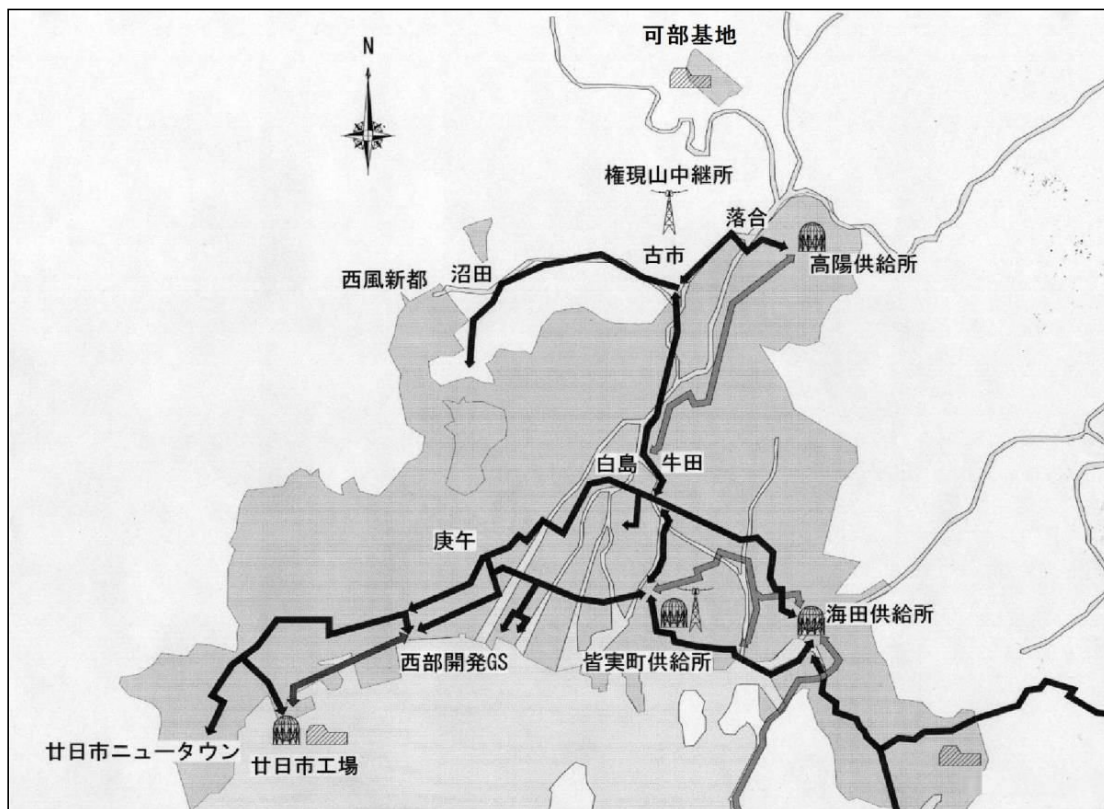 可部基地
N
権現山中継所
落合
古市
高陽供給所
西風新都
沼田
白島
牛田
庚午
海田供給所
西部開発GS
皆実町供給所
廿日市ニュータウン
廿日市工場